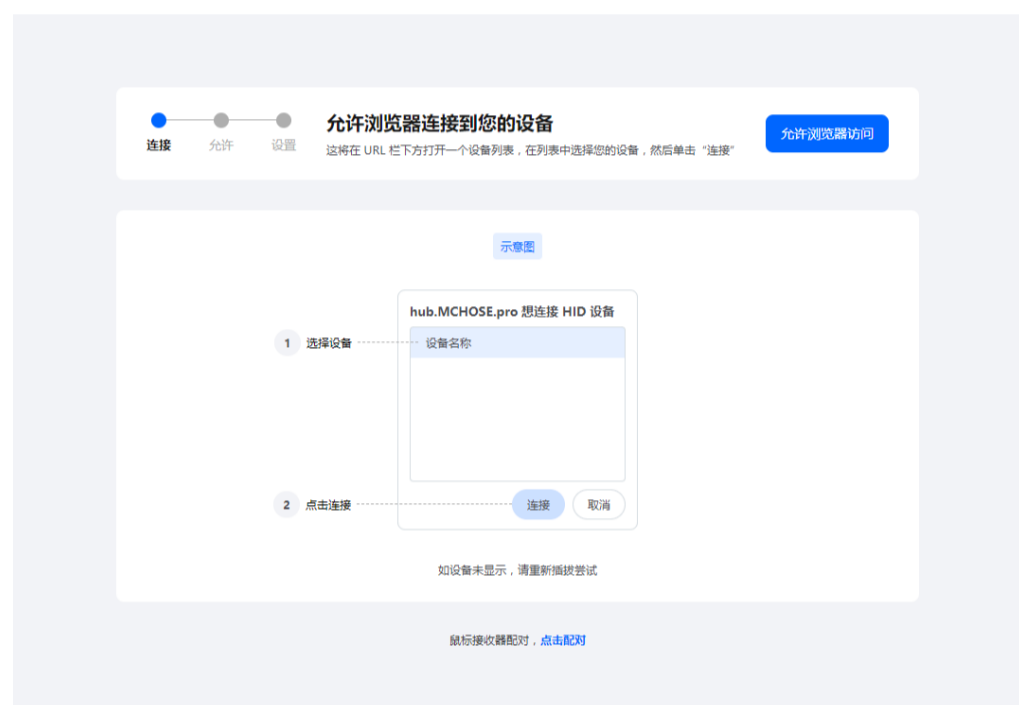 允许浏览器连接到您的设备
允许浏览器访问
连接
允许
设置
这将在 URL 栏下方打开一个设备列表，在列表中选择您的设备，然后单击“连接”
示意图
hub.MCHOSE.pro 想连接 HID 设备
1 选择设备
设备名称
2 点击连接
连接
取消
如设备未显示，请重新插拔尝试
鼠标接收器配对，点击配对